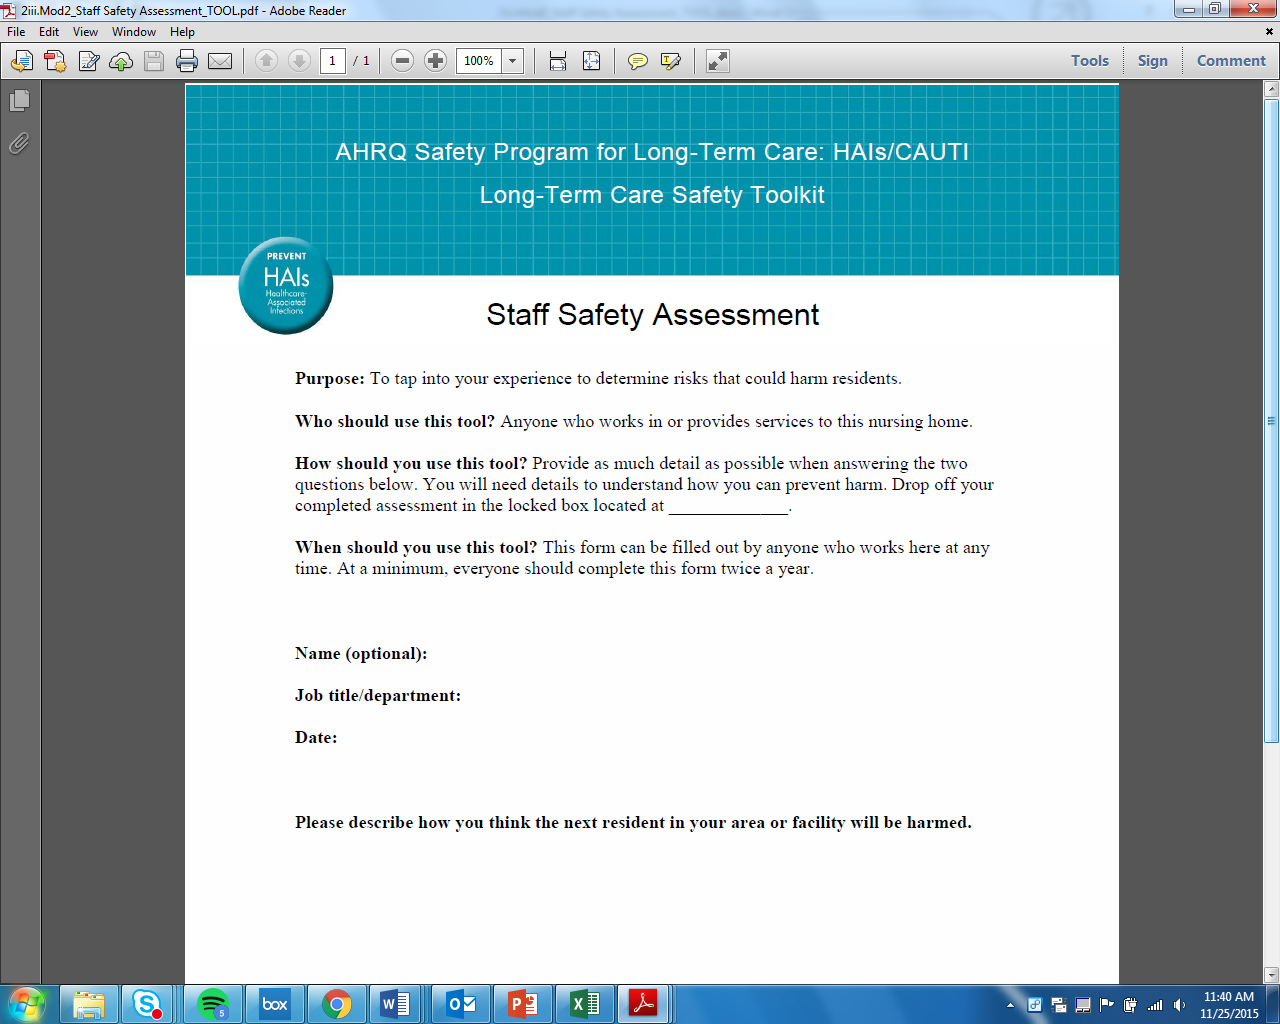 2iii.Mod2_Staff Safety Assessment_TOOL.pdf - Adobe Reader
File Edit View Window Help
1 / 1 100% Tools Sign Comment
AHRQ Safety Program for Long-Term Care: HAIs/CAUTI
Long-Term Care Safety Toolkit
PREVENT
HAIs
Healthcare-
Associated
Infections
Staff Safety Assessment
Purpose: To tap into your experience to determine risks that could harm residents.
Who should use this tool? Anyone who works in or provides services to this nursing home.
How should you use this tool? Provide as much detail as possible when answering the two
questions below. You will need details to understand how you can prevent harm. Drop off your
completed assessment in the locked box located at ______________.
When should you use this tool? This form can be filled out by anyone who works here at any
time. At a minimum, everyone should complete this form twice a year.
Name (optional):
Job title/department:
Date:
Please describe how you think the next resident in your area or facility will be harmed.
5 box
11:40 AM
11/25/2015